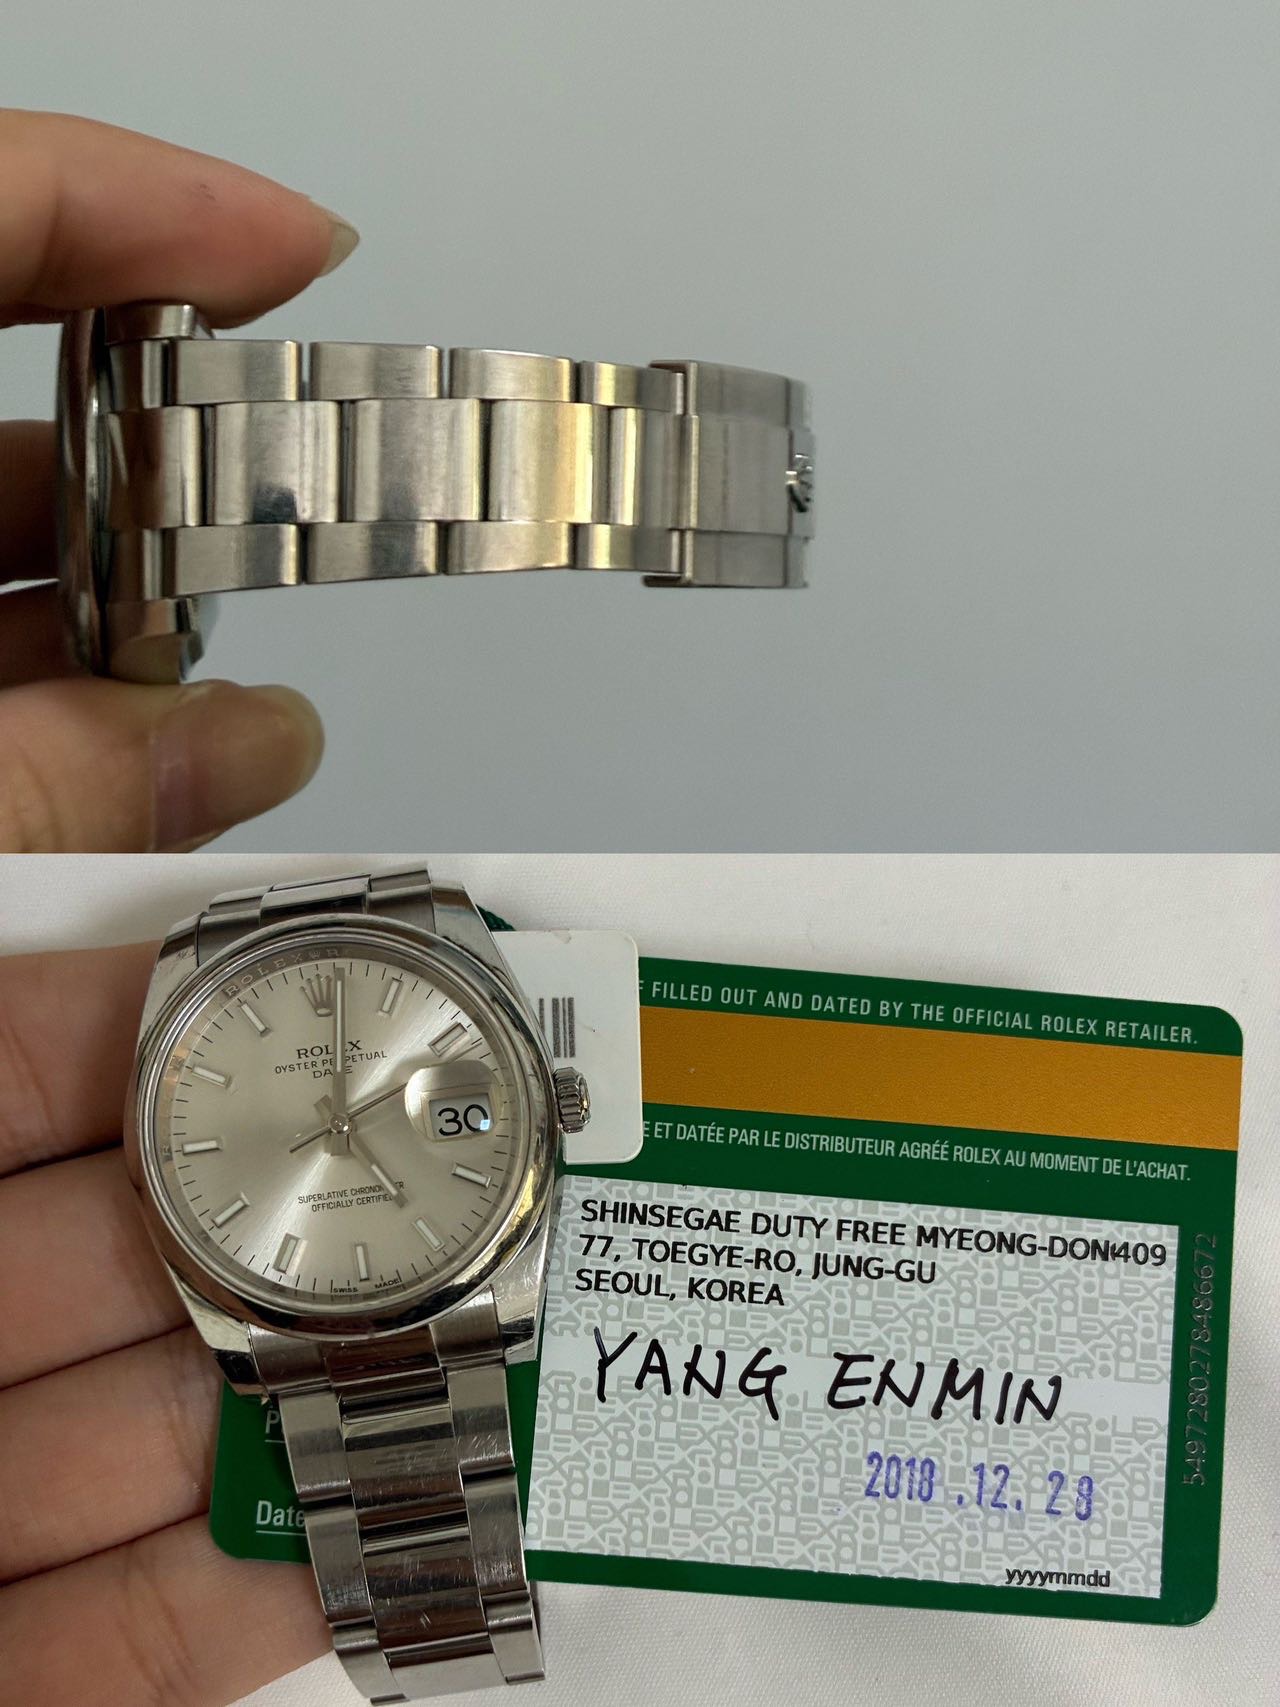 ROLEX
ROLEX
OYSTER PERPETUAL
DATE
30
SUPERLATIVE CHRONOMETER
OFFICIALLY CERTIFIED
SWISS MADE
FILLED OUT AND DATED BY THE OFFICIAL ROLEX RETAILER.
E ET DATÉE PAR LE DISTRIBUTEUR AGRÉÉ ROLEX AU MOMENT DE L'ACHAT.
SHINSEGAE DUTY FREE MYEONG-DON409
77, TOEGYE-RO, JUNG-GU
SEOUL, KOREA
YANG ENMIN
2018.12.28
yyyymmdd
Date
5497280278486672